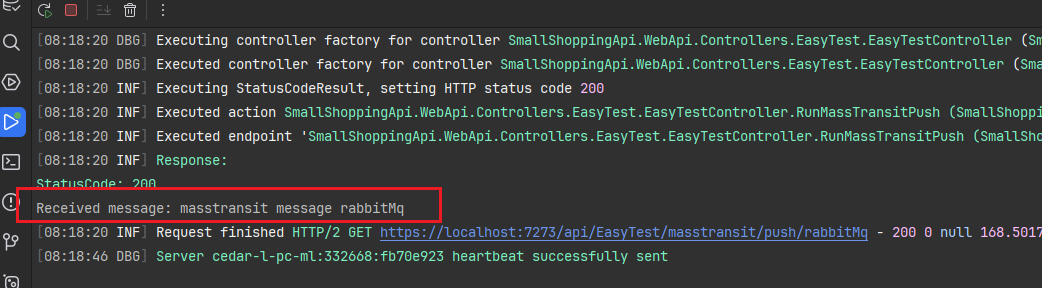 [08:18:20 DBG] Executing controller factory for controller SmallShoppingApi.WebApi.Controllers.EasyTest.EasyTestController (Sm
[08:18:20 DBG] Executed controller factory for controller SmallShoppingApi.WebApi.Controllers.EasyTest.EasyTestController (Sma
[08:18:20 INF] Executing StatusCodeResult, setting HTTP status code 200
[08:18:20 INF] Executed action SmallShoppingApi.WebApi.Controllers.EasyTest.EasyTestController.RunMassTransitPush (SmallShoppi
[08:18:20 INF] Executed endpoint 'SmallShoppingApi.WebApi.Controllers.EasyTest.EasyTestController.RunMassTransitPush (SmallSho
[08:18:20 INF] Response:
StatusCode: 200
Received message: masstransit message rabbitMq
[08:18:20 INF] Request finished HTTP/2 GET https://localhost:7273/api/EasyTest/masstransit/push/rabbitMq - 200 0 null 168.5017
[08:18:46 DBG] Server cedar-l-pc-ml:332668:fb70e923 heartbeat successfully sent